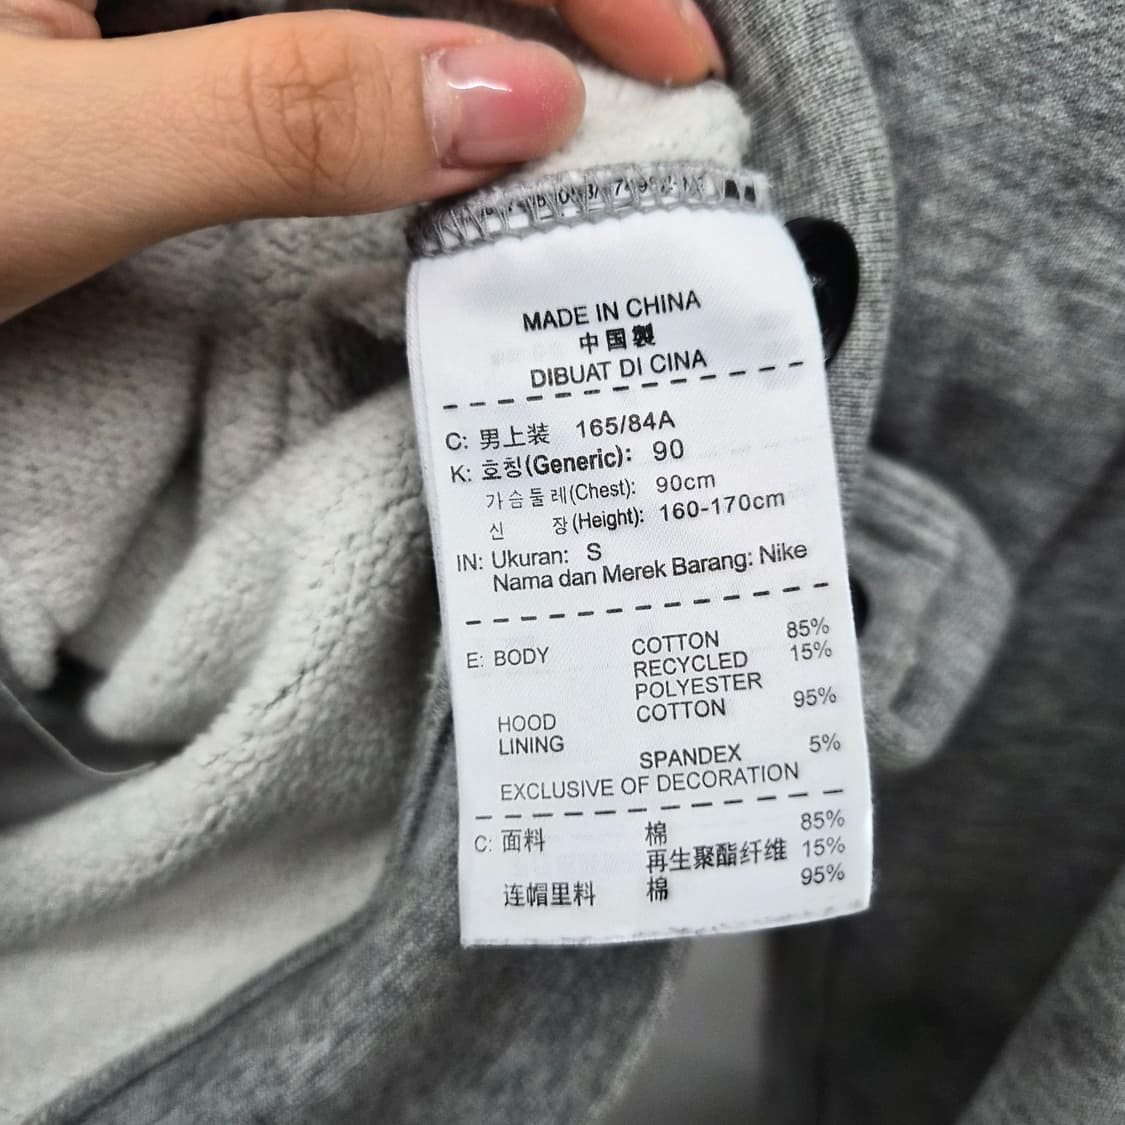 MADE IN CHINA
中国製
DIBUAT DI CINA
C: 男上装 165/84A
K: 호칭(Generic): 90
가슴둘레(Chest): 90cm
신 장(Height): 160-170cm
IN: Ukuran: S
Nama dan Merek Barang: Nike
E: BODY COTTON 85%
RECYCLED 15%
POLYESTER
HOOD COTTON 95%
LINING
SPANDEX 5%
EXCLUSIVE OF DECORATION
C: 面料 棉 85%
再生聚酯纤维 15%
连帽里料 棉 95%